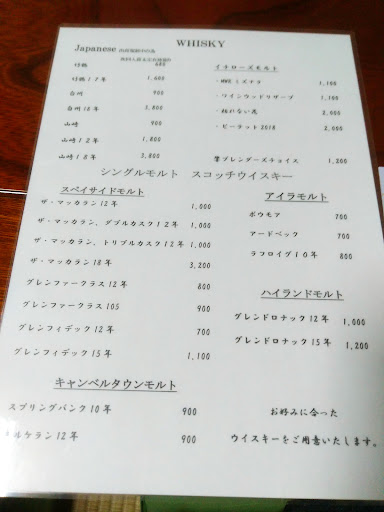 WHISKY
Japanese
竹鶴 680
竹鶴17年 1,600
白州 900
白州18年 3,800
山崎 900
山崎12年 1,800
山崎18年 3,800
イチローズモルト
・MWR ミズナラ 1,100
・ワインウッドリザーブ 1,100
・秩れない花 2,000
・ピーテッド2018 2,000
響ブレンダーズチョイス 1,200
シングルモルト スコッチウイスキー
スペイサイドモルト
ザ・マッカラン12年 1,000
ザ・マッカラン、ダブルカスク12年 1,000
ザ・マッカラン、トリプルカスク12年 1,000
ザ・マッカラン18年 3,200
グレンファークラス12年 800
グレンファークラス105 900
グレンフィディック12年 700
グレンフィディック15年 1,100
アイラモルト
ボウモア 700
アードベック 700
ラフロイグ10年 800
ハイランドモルト
グレンドロナック12年 1,000
グレンドロナック15年 1,200
キャンベルタウンモルト
スプリングバンク10年 900
キルケラン12年 900
お好みに合った
ウイスキーをご用意いたします。